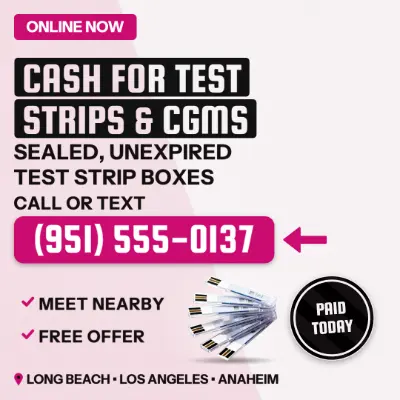 ONLINE NOW
CASH FOR TEST
STRIPS & CGMS
SEALED, UNEXPIRED
TEST STRIP BOXES
CALL OR TEXT
(951) 555-0137
MEET NEARBY
FREE OFFER
PAID
TODAY
LONG BEACH • LOS ANGELES • ANAHEIM